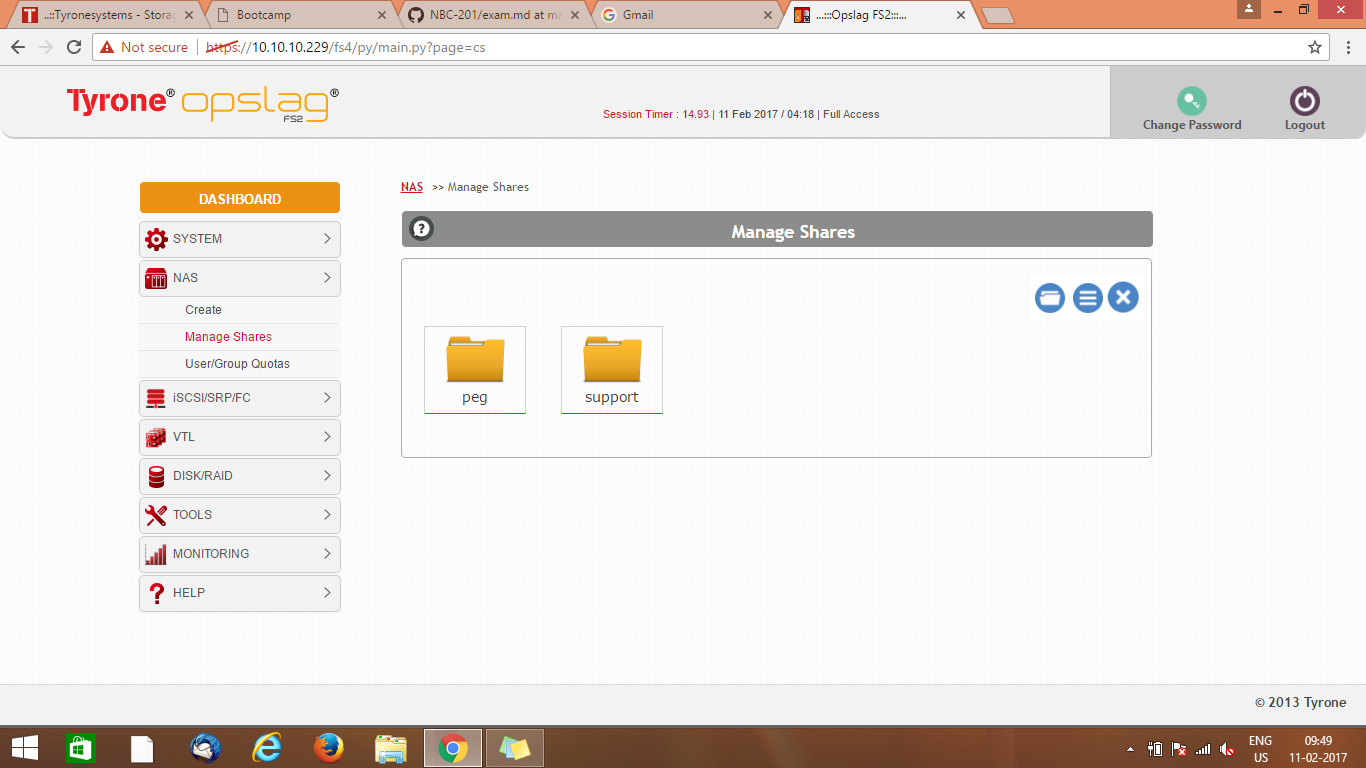 ..::Tyronesystems - Storag
Bootcamp
NBC-201/exam.md at ma
Gmail
...:::Opslag FS2:::...
Not secure | https://10.10.10.229/fs4/py/main.py?page=cs
Tyrone® opslag® FS2
Session Timer : 14.93 | 11 Feb 2017 / 04:18 | Full Access
Change Password
Logout
DASHBOARD
SYSTEM
NAS
Create
Manage Shares
User/Group Quotas
iSCSI/SRP/FC
VTL
DISK/RAID
TOOLS
MONITORING
HELP
NAS >> Manage Shares
? Manage Shares
peg
support
© 2013 Tyrone
ENG
US
09:49
11-02-2017